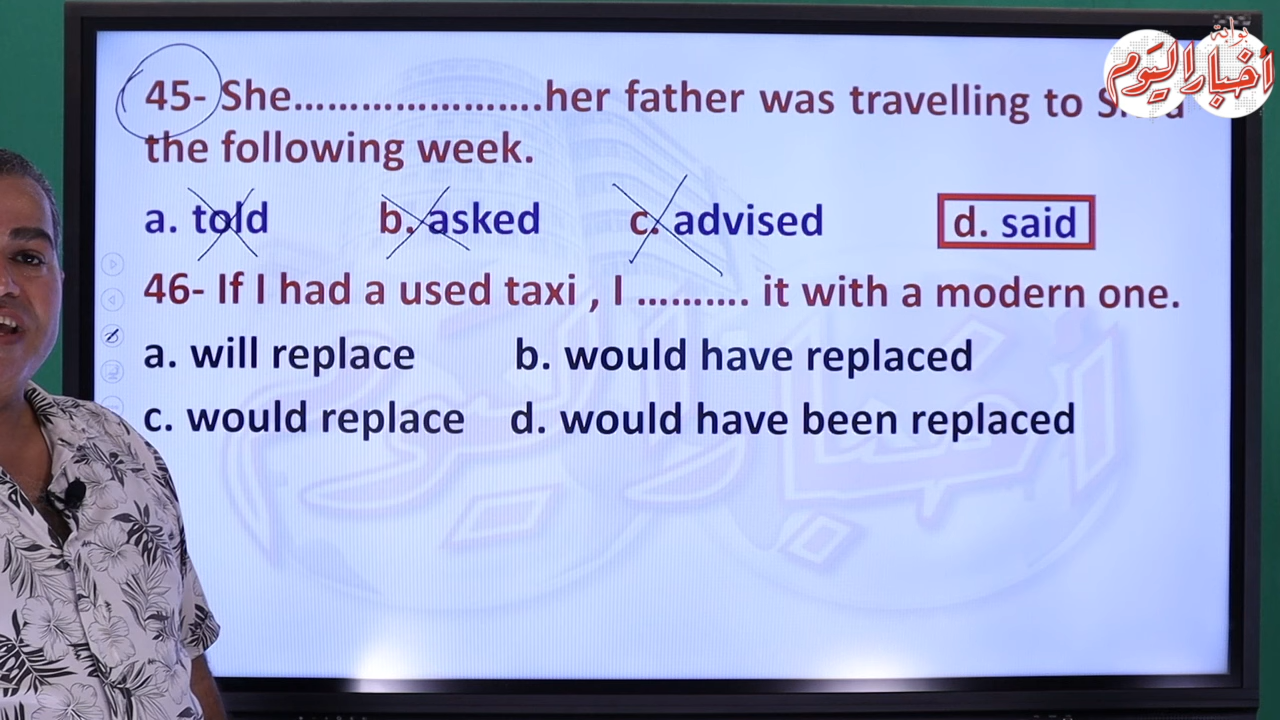 بوابة
أخبار اليوم
45- She........................her father was travelling to
the following week.
a. told b. asked c. advised d. said
46- If I had a used taxi , I .......... it with a modern one.
a. will replace b. would have replaced
c. would replace d. would have been replaced